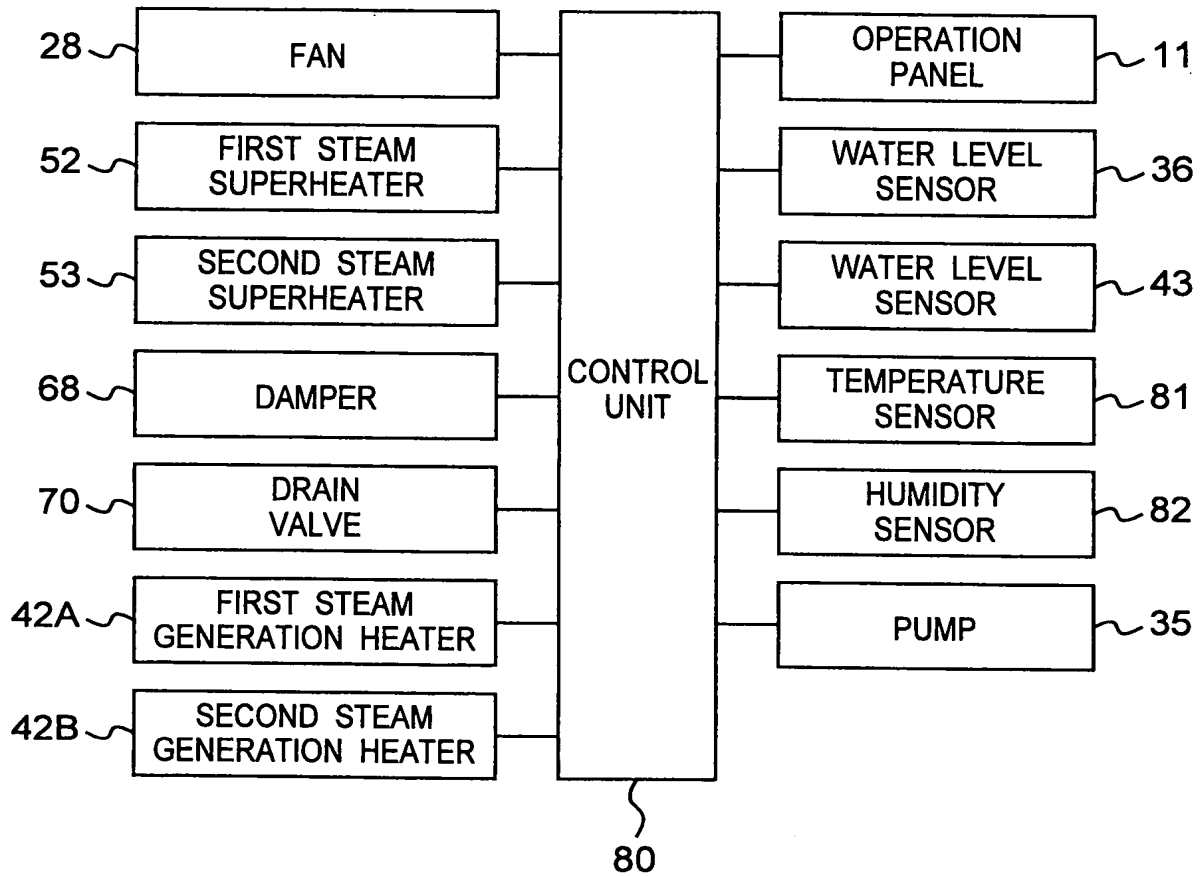 28
FAN
52
FIRST STEAM
SUPERHEATER
53
SECOND STEAM
SUPERHEATER
68
DAMPER
70
DRAIN
VALVE
42A
FIRST STEAM
GENERATION HEATER
42B
SECOND STEAM
GENERATION HEATER
CONTROL
UNIT
80
OPERATION
PANEL
11
WATER LEVEL
SENSOR
36
WATER LEVEL
SENSOR
43
TEMPERATURE
SENSOR
81
HUMIDITY
SENSOR
82
PUMP
35